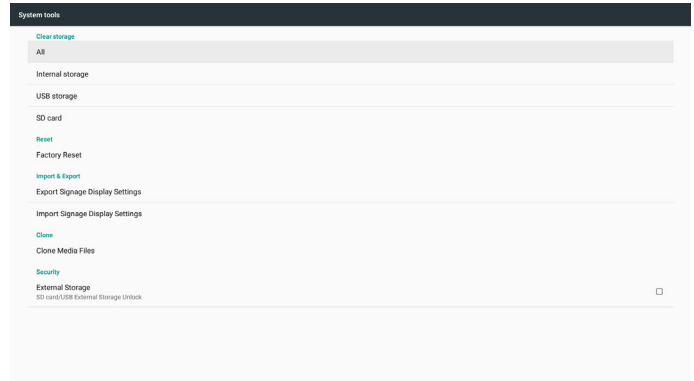 System tools
Clear storage
All
Internal storage
USB storage
SD card
Reset
Factory Reset
Import & Export
Export Signage Display Settings
Import Signage Display Settings
Clone
Clone Media Files
Security
External Storage
SD card/USB External Storage Unlock